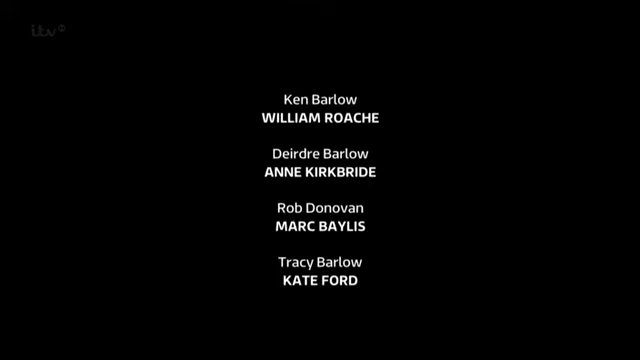 itv
Ken Barlow
WILLIAM ROACHE
Deirdre Barlow
ANNE KIRKBRIDE
Rob Donovan
MARC BAYLIS
Tracy Barlow
KATE FORD